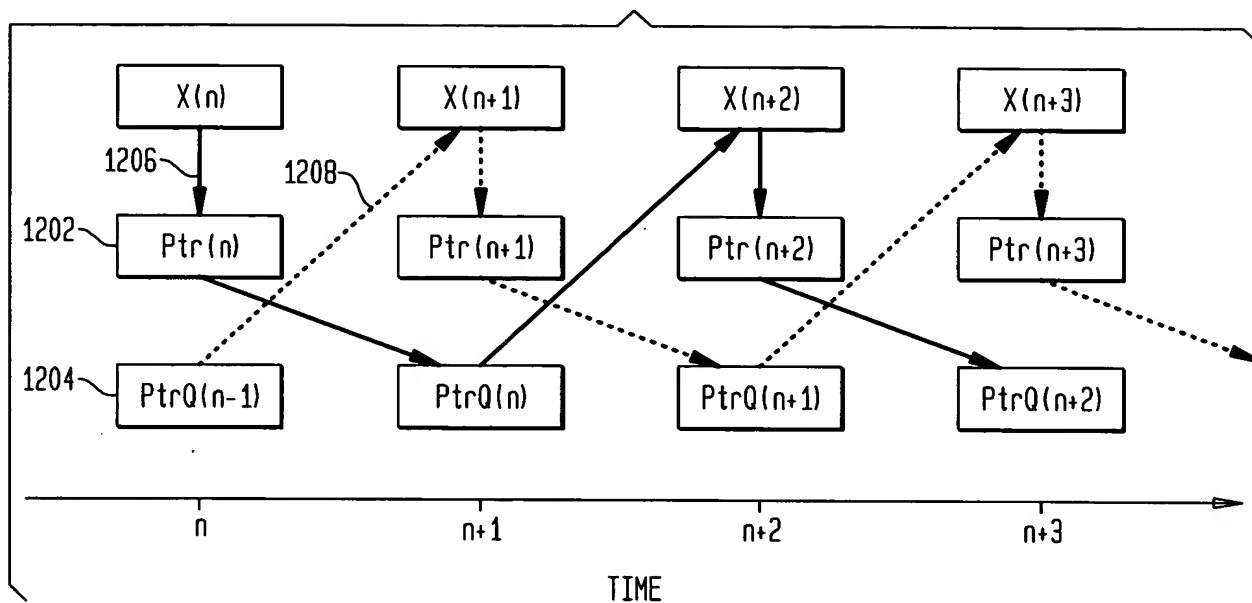 X(n) X(n+1) X(n+2) X(n+3)
1206 1208
1202 Ptr(n) Ptr(n+1) Ptr(n+2) Ptr(n+3)
1204 PtrQ(n-1) PtrQ(n) PtrQ(n+1) PtrQ(n+2)
n n+1 n+2 n+3
TIME